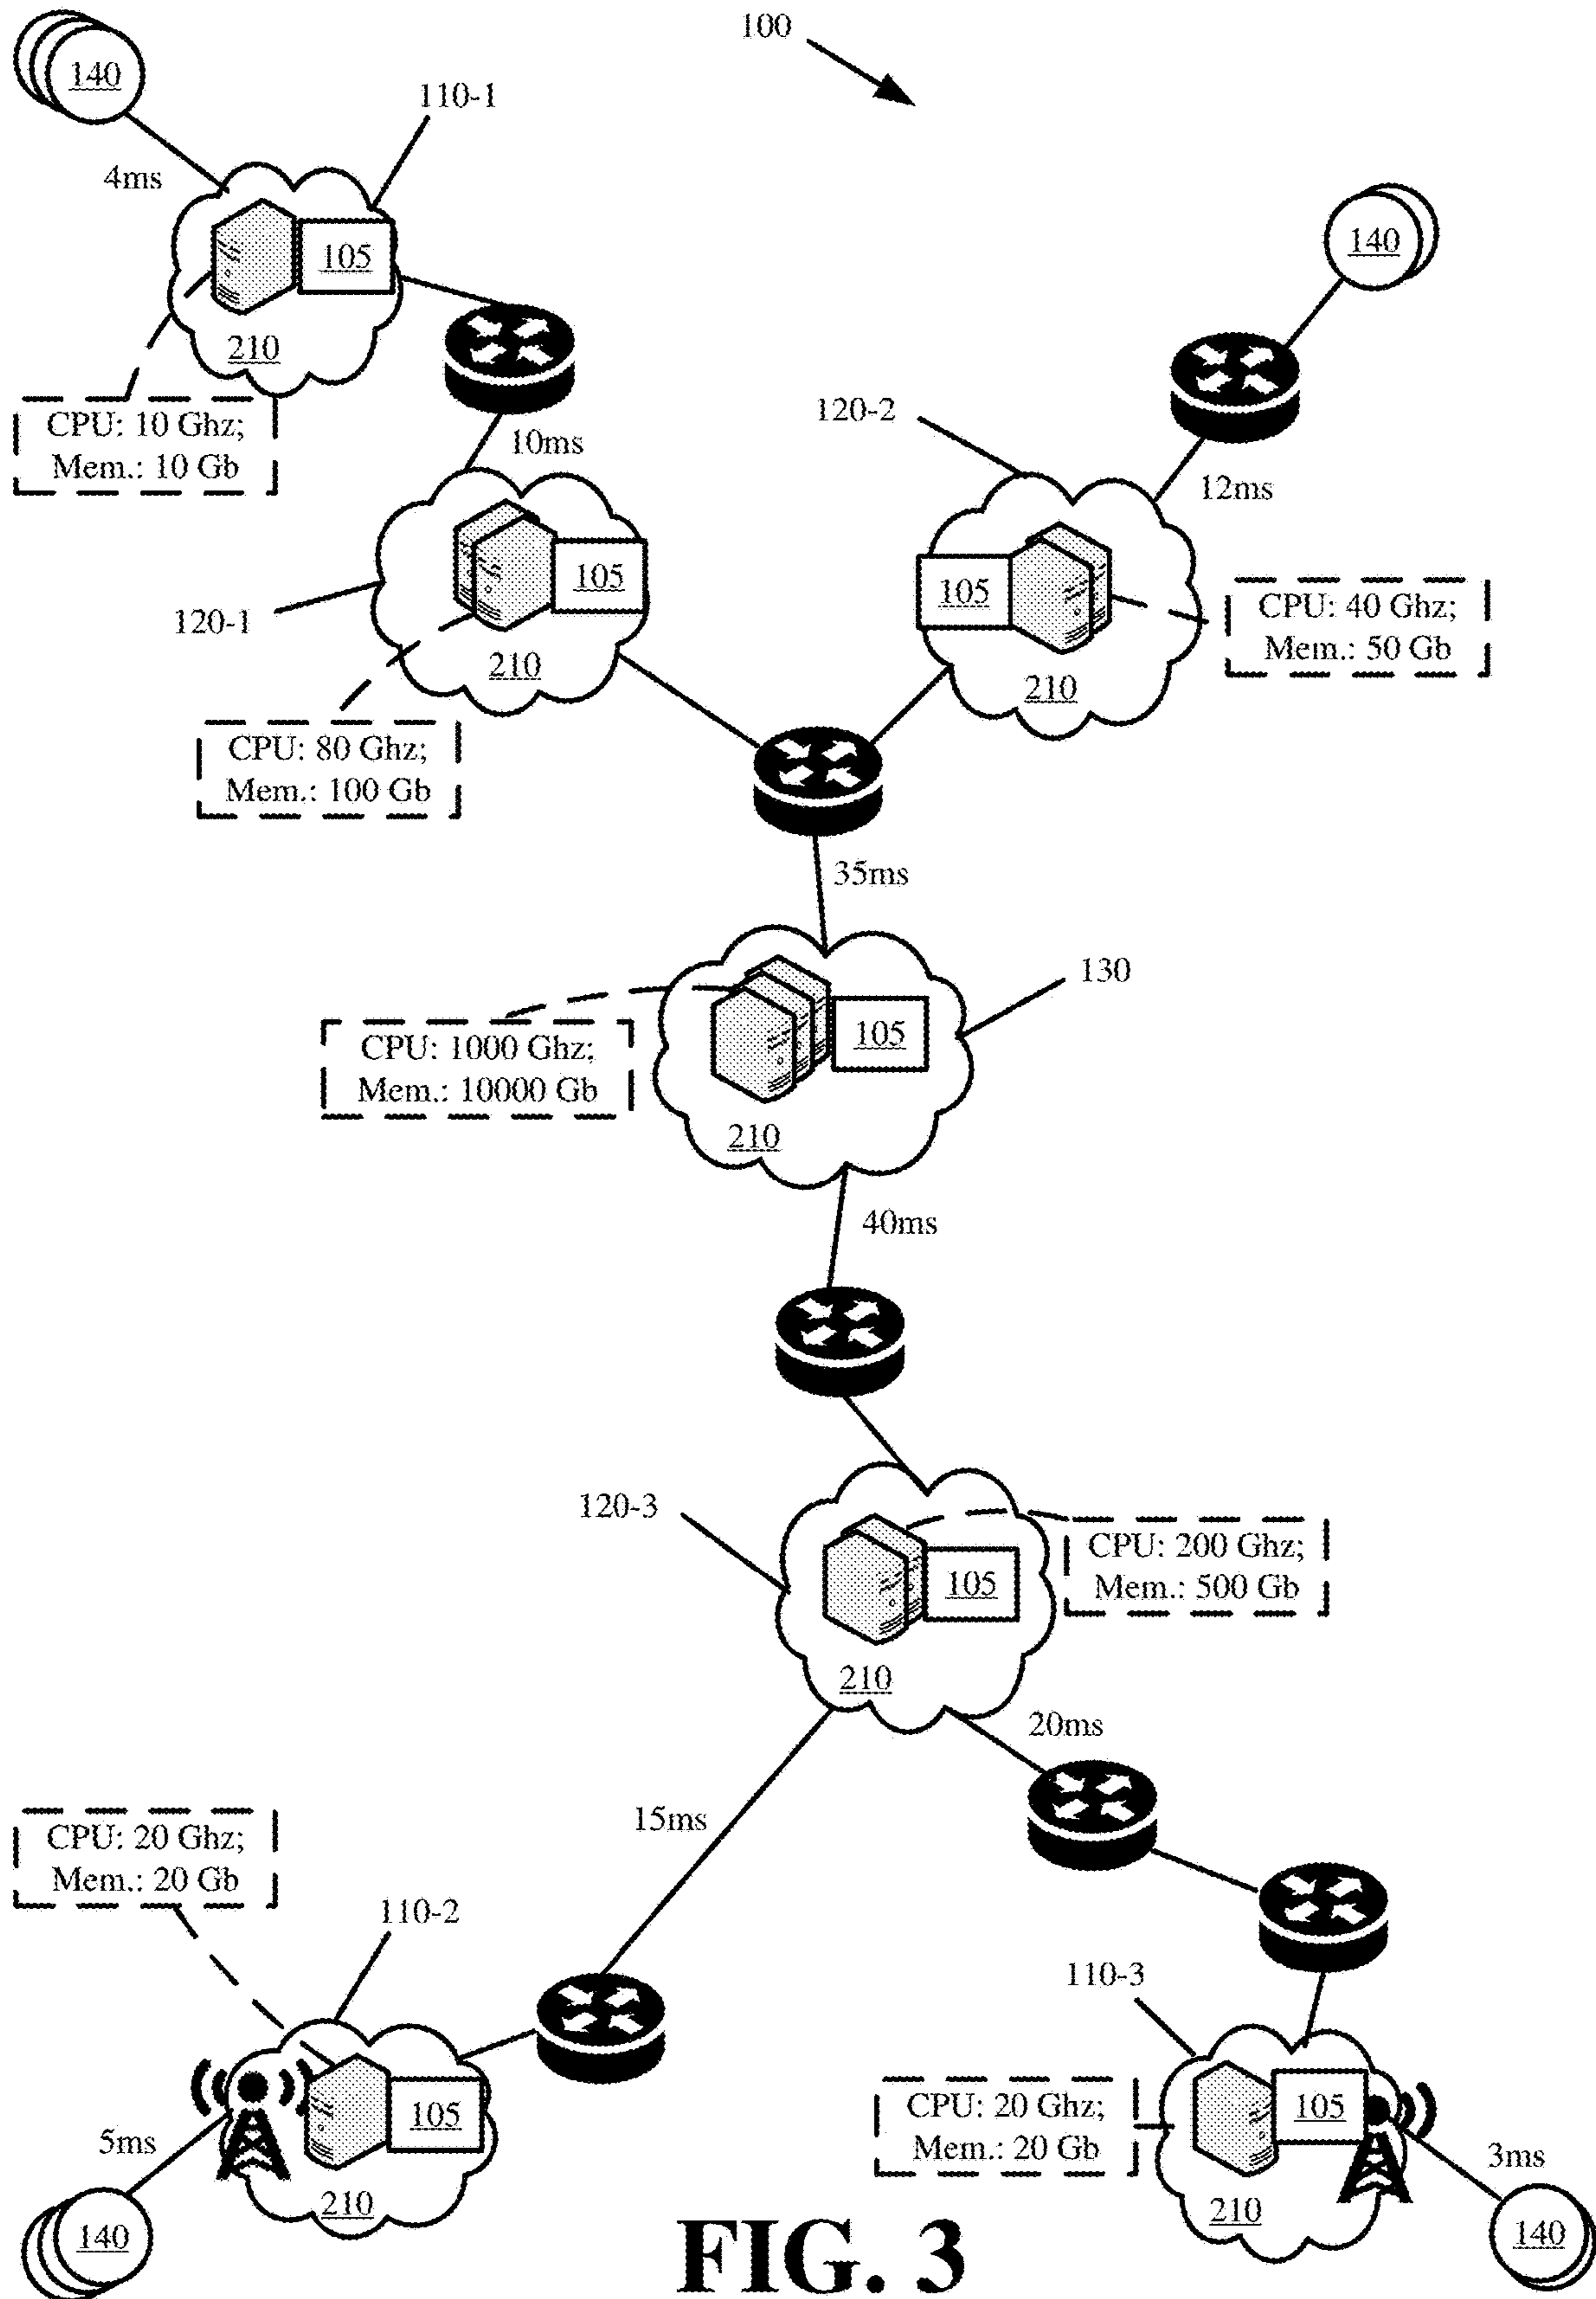 100
140
110-1
4ms
105
140
210
CPU: 10 Ghz;
Mem.: 10 Gb
10ms
120-2
12ms
105
105
120-1
CPU: 40 Ghz;
Mem.: 50 Gb
210
210
CPU: 80 Ghz;
Mem.: 100 Gb
35ms
130
105
CPU: 1000 Ghz;
Mem.: 10000 Gb
210
40ms
120-3
CPU: 200 Ghz;
Mem.: 500 Gb
105
210
20ms
15ms
CPU: 20 Ghz;
Mem.: 20 Gb
110-2
110-3
105
105
CPU: 20 Ghz;
Mem.: 20 Gb
5ms
3ms
210
210
140
140
FIG. 3